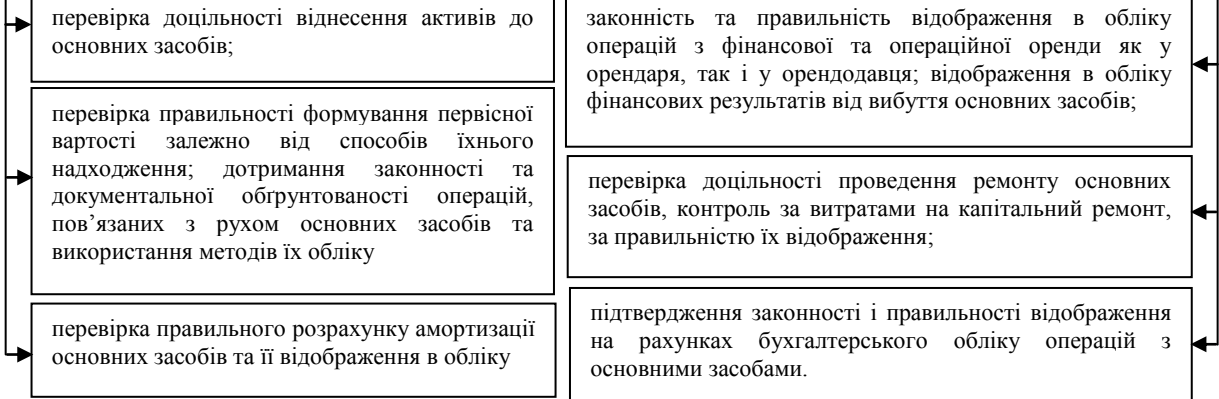 перевірка доцільності віднесення активів до
основних засобів;
перевірка правильності формування первісної
вартості залежно від способів їхнього
надходження; дотримання законності та
документальної обґрунтованості операцій,
пов’язаних з рухом основних засобів та
використання методів їх обліку
перевірка правильного розрахунку амортизації
основних засобів та її відображення в обліку
законність та правильність відображення в обліку
операцій з фінансової та операційної оренди як у
орендаря, так і у орендодавця; відображення в обліку
фінансових результатів від вибуття основних засобів;
перевірка доцільності проведення ремонту основних
засобів, контроль за витратами на капітальний ремонт,
за правильністю їх відображення;
підтвердження законності і правильності відображення
на рахунках бухгалтерського обліку операцій з
основними засобами.